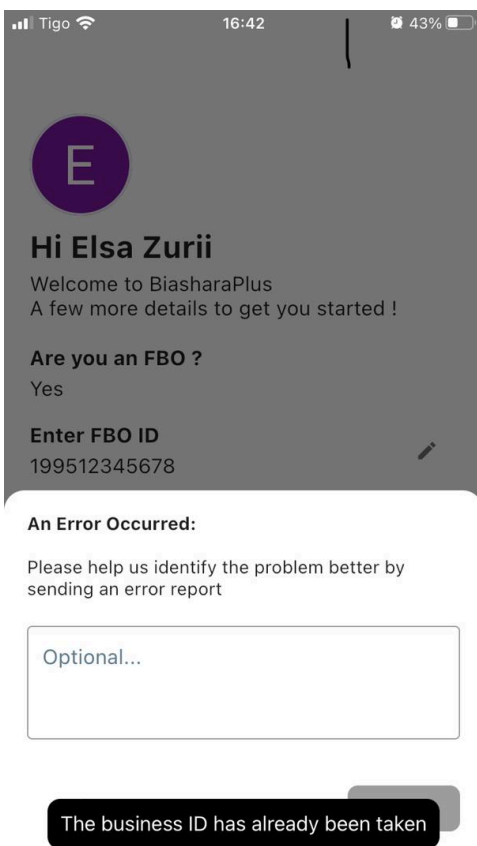 Tigo 16:42 43%
E
Hi Elsa Zurii
Welcome to BiasharaPlus
A few more details to get you started !
Are you an FBO ?
Yes
Enter FBO ID
199512345678
An Error Occurred:
Please help us identify the problem better by
sending an error report
Optional...
The business ID has already been taken